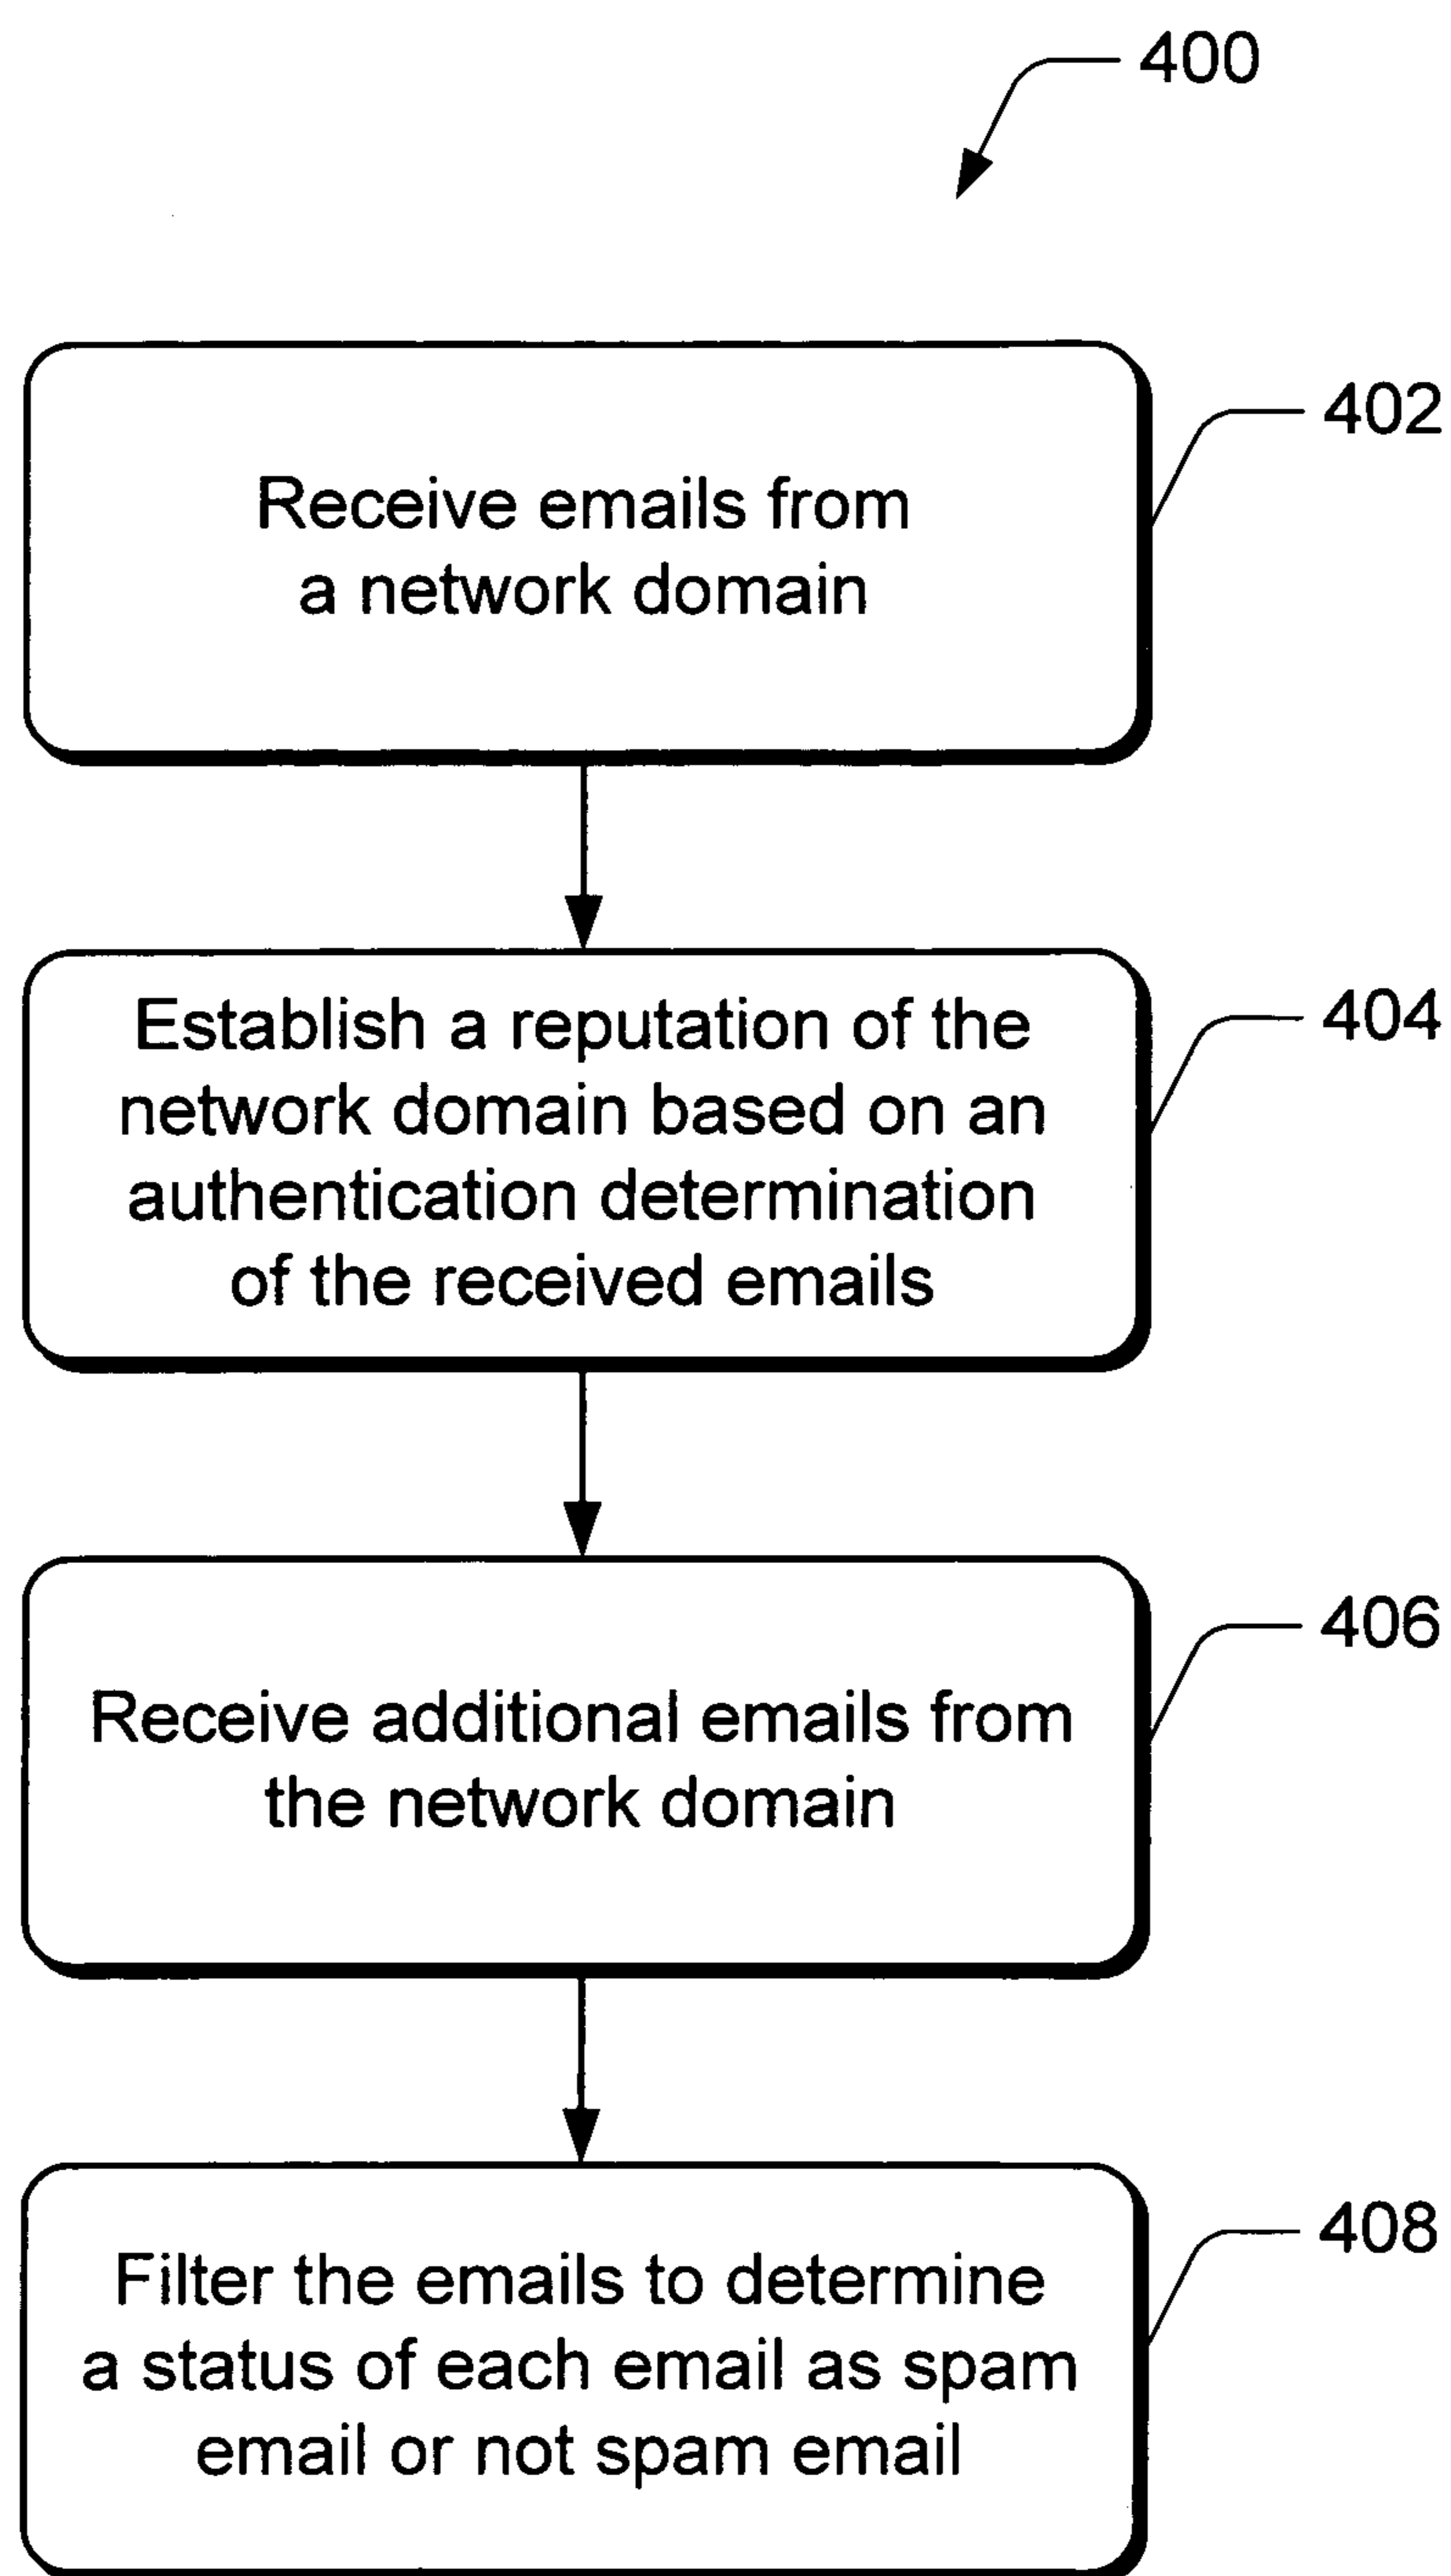 400
402
Receive emails from
a network domain
404
Establish a reputation of the
network domain based on an
authentication determination
of the received emails
406
Receive additional emails from
the network domain
408
Filter the emails to determine
a status of each email as spam
email or not spam email